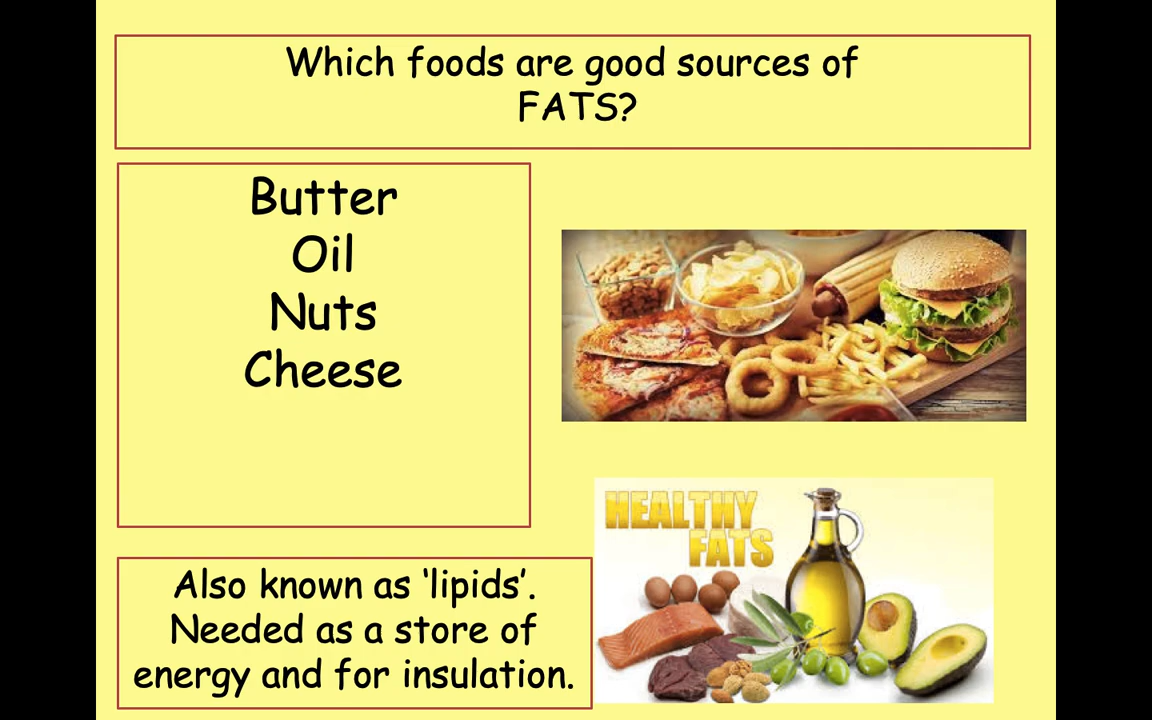 Which foods are good sources of
FATS?
Butter
Oil
Nuts
Cheese
HEALTHY
FATS
Also known as ‘lipids’.
Needed as a store of
energy and for insulation.